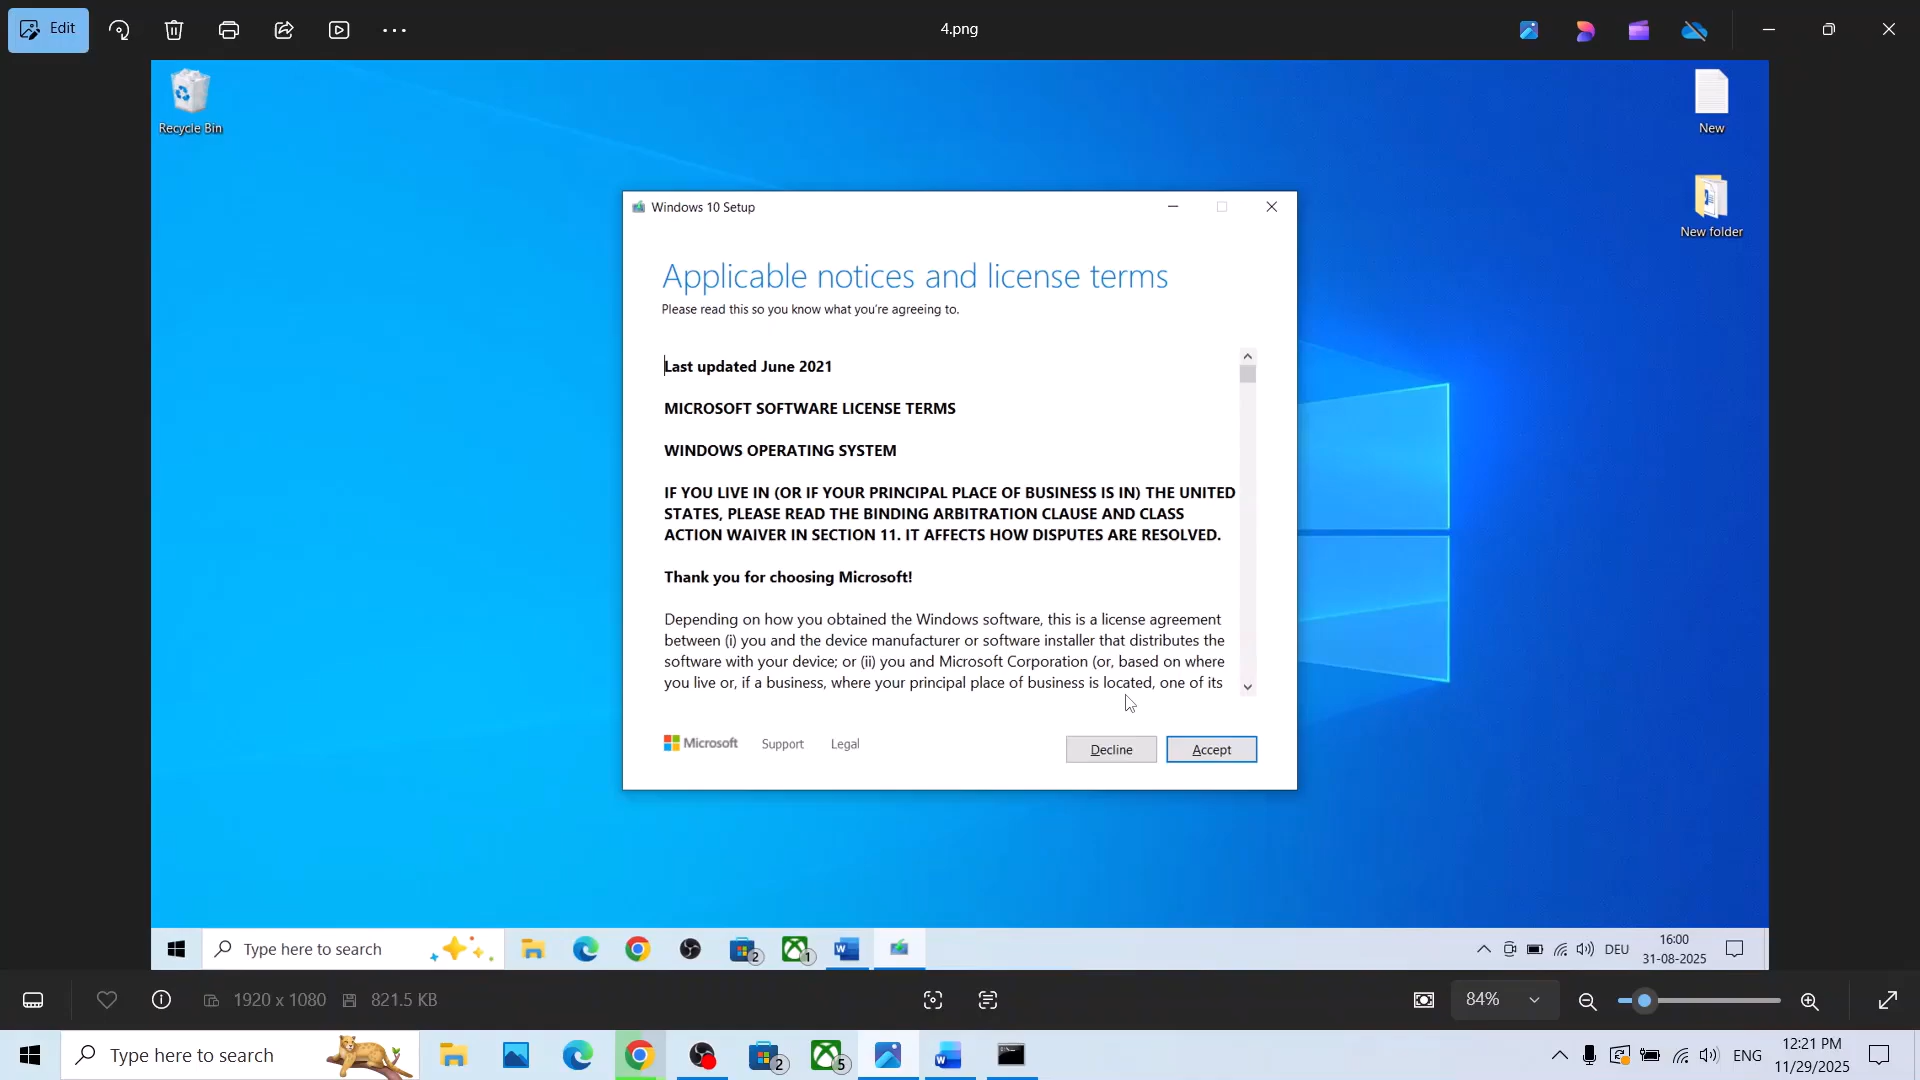 Edit
4.png
Recycle Bin
New
New folder
Windows 10 Setup
Applicable notices and license terms
Please read this so you know what you're agreeing to.
Last updated June 2021
MICROSOFT SOFTWARE LICENSE TERMS
WINDOWS OPERATING SYSTEM
IF YOU LIVE IN (OR IF YOUR PRINCIPAL PLACE OF BUSINESS IS IN) THE UNITED
STATES, PLEASE READ THE BINDING ARBITRATION CLAUSE AND CLASS
ACTION WAIVER IN SECTION 11. IT AFFECTS HOW DISPUTES ARE RESOLVED.
Thank you for choosing Microsoft!
Depending on how you obtained the Windows software, this is a license agreement
between (i) you and the device manufacturer or software installer that distributes the
software with your device; or (ii) you and Microsoft Corporation (or, based on where
you live or, if a business, where your principal place of business is located, one of its
Microsoft Support Legal Decline Accept
Type here to search 2 1 DEU 16:00
31-08-2025
1920 x 1080 821.5 KB 84%
Type here to search 2 5 ENG 12:21 PM
11/29/2025